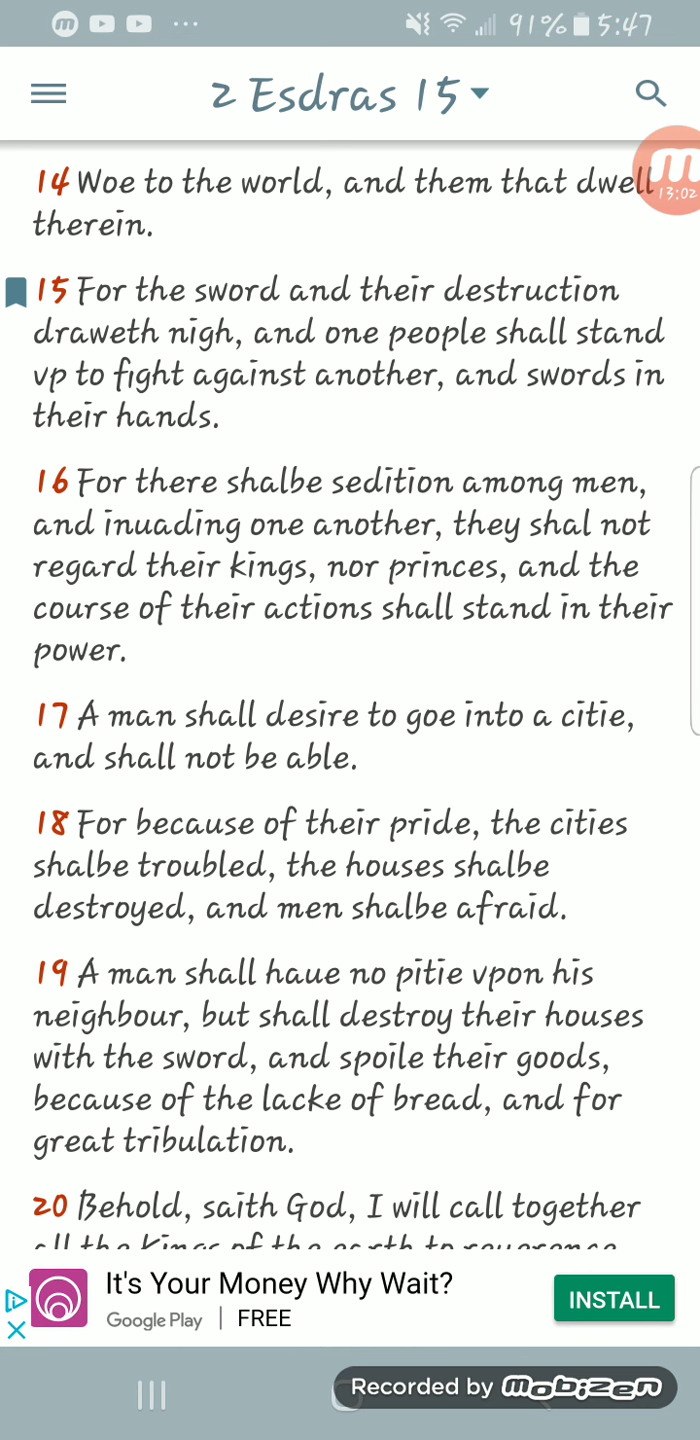 91% 5:47
2 Esdras 15
14 Woe to the world, and them that dwell
13:02
therein.
15 For the sword and their destruction
draweth nigh, and one people shall stand
vp to fight against another, and swords in
their hands.
16 For there shalbe sedition among men,
and inuading one another, they shal not
regard their kings, nor princes, and the
course of their actions shall stand in their
power.
17 A man shall desire to goe into a citie,
and shall not be able.
18 For because of their pride, the cities
shalbe troubled, the houses shalbe
destroyed, and men shalbe afraid.
19 A man shall haue no pitie vpon his
neighbour, but shall destroy their houses
with the sword, and spoile their goods,
because of the lacke of bread, and for
great tribulation.
20 Behold, saith God, I will call together
all the kings of the earth to reuerence
It's Your Money Why Wait?
Google Play | FREE
INSTALL
Recorded by mobizen